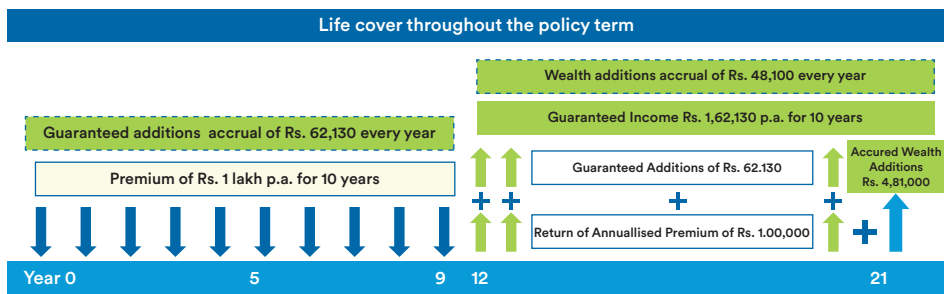 Life cover throughout the policy term
Wealth additions accrual of Rs. 48,100 every year
Guaranteed Income Rs. 1,62,130 p.a. for 10 years
Guaranteed additions  accrual of Rs. 62,130 every year
Premium of Rs. 1 lakh p.a. for 10 years
Guaranteed Additions of Rs. 62.130
+ + + +
Return of Annuallised Premium of Rs. 1.00,000
Accured Wealth
Additions
Rs. 4,81,000
+
Year 0 5 9 12 21